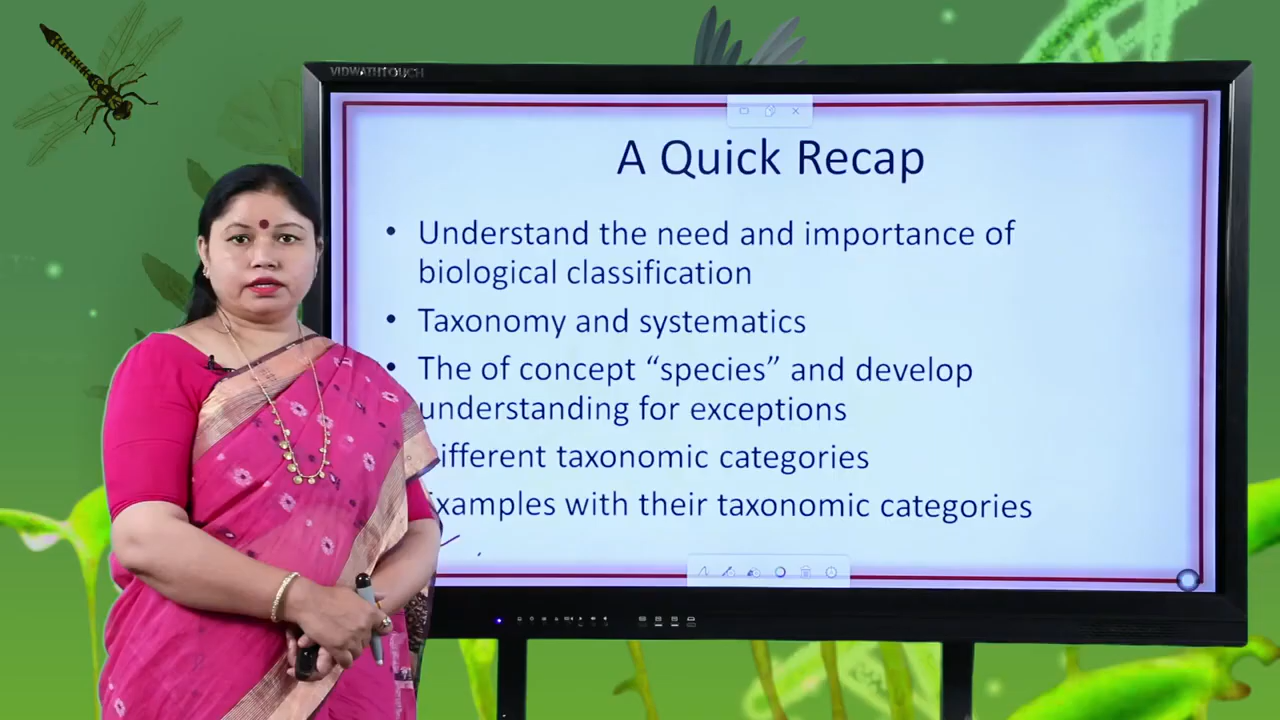 VIDWATHTOUCH
A Quick Recap
• Understand the need and importance of
biological classification
• Taxonomy and systematics
• The of concept “species” and develop
understanding for exceptions
ifferent taxonomic categories
xamples with their taxonomic categories